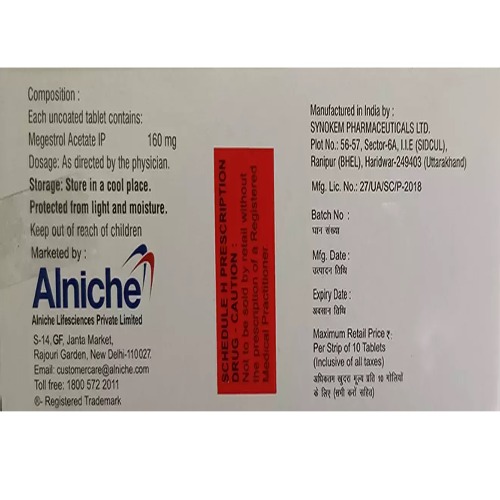 Composition :
Each uncoated tablet contains:
Megestrol Acetate IP 160 mg
Dosage: As directed by the physician.
Storage: Store in a cool place.
Protected from light and moisture.
Keep out of reach of children
Marketed by :
Alniche
Alniche Lifesciences Private Limited
S-14, GF, Janta Market,
Rajouri Garden, New Delhi-110027.
Email: customercare@alniche.com
Toll free: 1800 572 2011
®- Registered Trademark
SCHEDULE H PRESCRIPTION
DRUG - CAUTION :
Not to be sold by retail without
the prescription of a Registered
Medical Practitioner
Manufactured in India by :
SYNOKEM PHARMACEUTICALS LTD.
Plot No.: 56-57, Sector-6A, I.I.E (SIDCUL),
Ranipur (BHEL), Haridwar-249403 (Uttarakhand)
Mfg. Lic. No.: 27/UA/SC/P-2018
Batch No :
घान संख्या
Mfg. Date :
उत्पादन तिथि
Expiry Date :
अवसान तिथि
Maximum Retail Price ₹.
Per Strip of 10 Tablets
(Inclusive of all taxes)
अधिकतम खुदरा मूल्य प्रति 10 गोलियों
के लिए (सभी करों सहित)